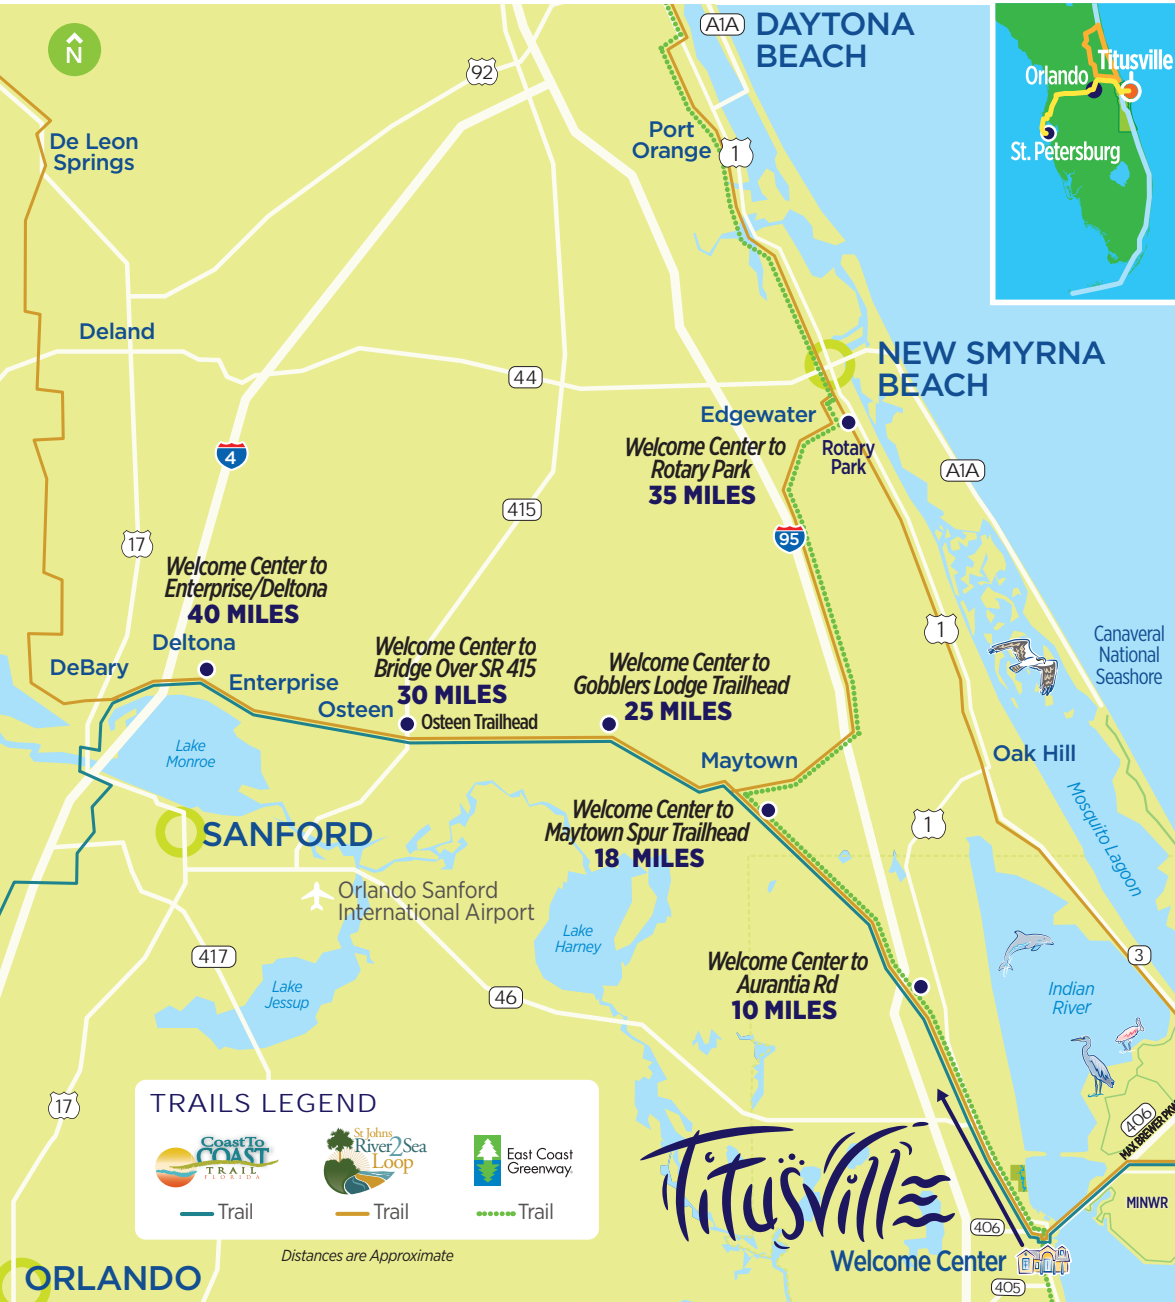 N
A1A
DAYTONA
BEACH
92
De Leon
Springs
Port
Orange
1
Orlando
Titusville
St. Petersburg
Deland
44
NEW SMYRNA
BEACH
Edgewater
Welcome Center to
Rotary Park
35 MILES
Rotary
Park
4
A1A
415
17
95
Welcome Center to
Enterprise/Deltona
40 MILES
Deltona
DeBary
Enterprise
Welcome Center to
Bridge Over SR 415
30 MILES
Osteen
Osteen Trailhead
Welcome Center to
Gobblers Lodge Trailhead
25 MILES
1
Canaveral
National
Seashore
Lake
Monroe
Maytown
Oak Hill
Mosquito Lagoon
SANFORD
Welcome Center to
Maytown Spur Trailhead
18 MILES
1
Orlando Sanford
International Airport
Lake
Harney
417
Lake
Jessup
46
Welcome Center to
Aurantia Rd
10 MILES
3
Indian
River
17
TRAILS LEGEND
Coast To
COAST
TRAIL
FLORIDA
St Johns
River2Sea
Loop
East Coast
Greenway.
Trail
Trail
Trail
Distances are Approximate
Titusville
406
MAX BREWER PKWY
MINWR
406
Welcome Center
405
ORLANDO